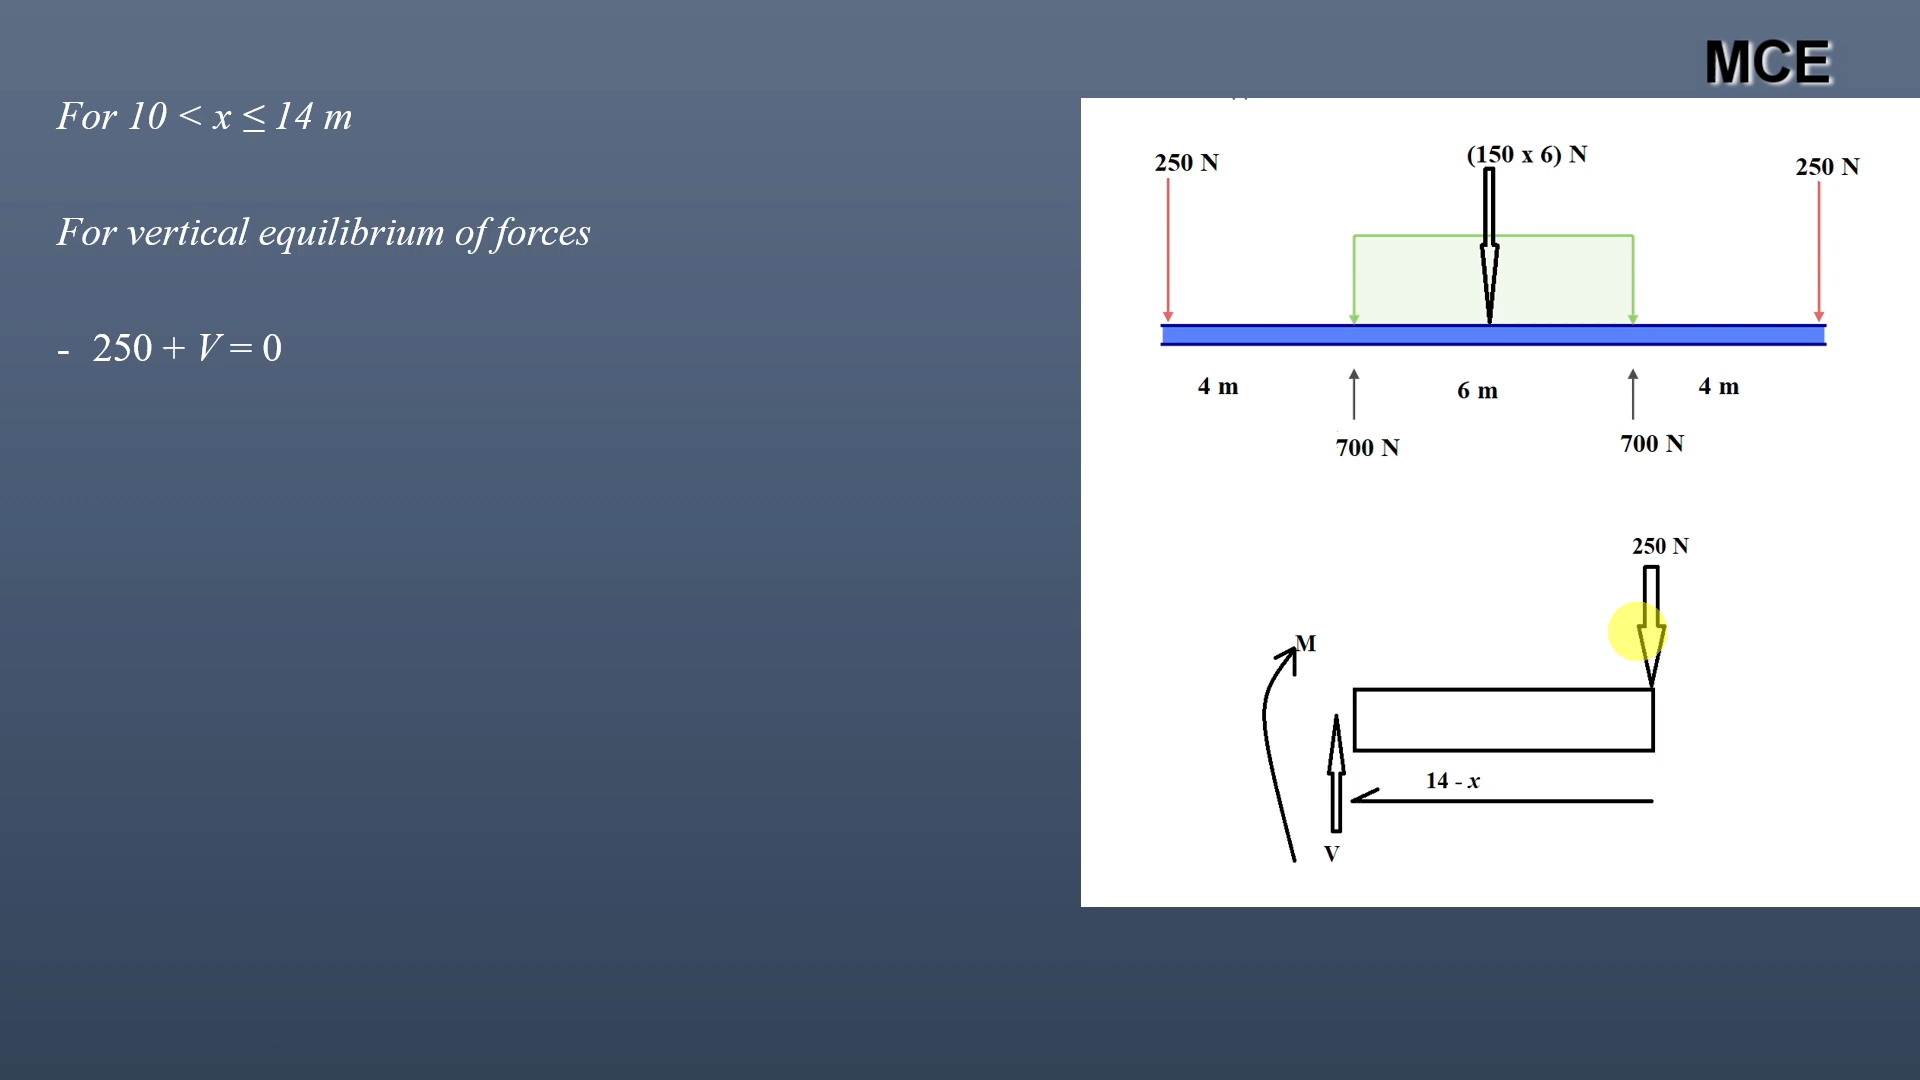 MCE
For 10 < x ≤ 14 m
For vertical equilibrium of forces
- 250 + V = 0
250 N
(150 x 6) N
250 N
4 m
6 m
4 m
700 N
700 N
250 N
M
14 - x
V